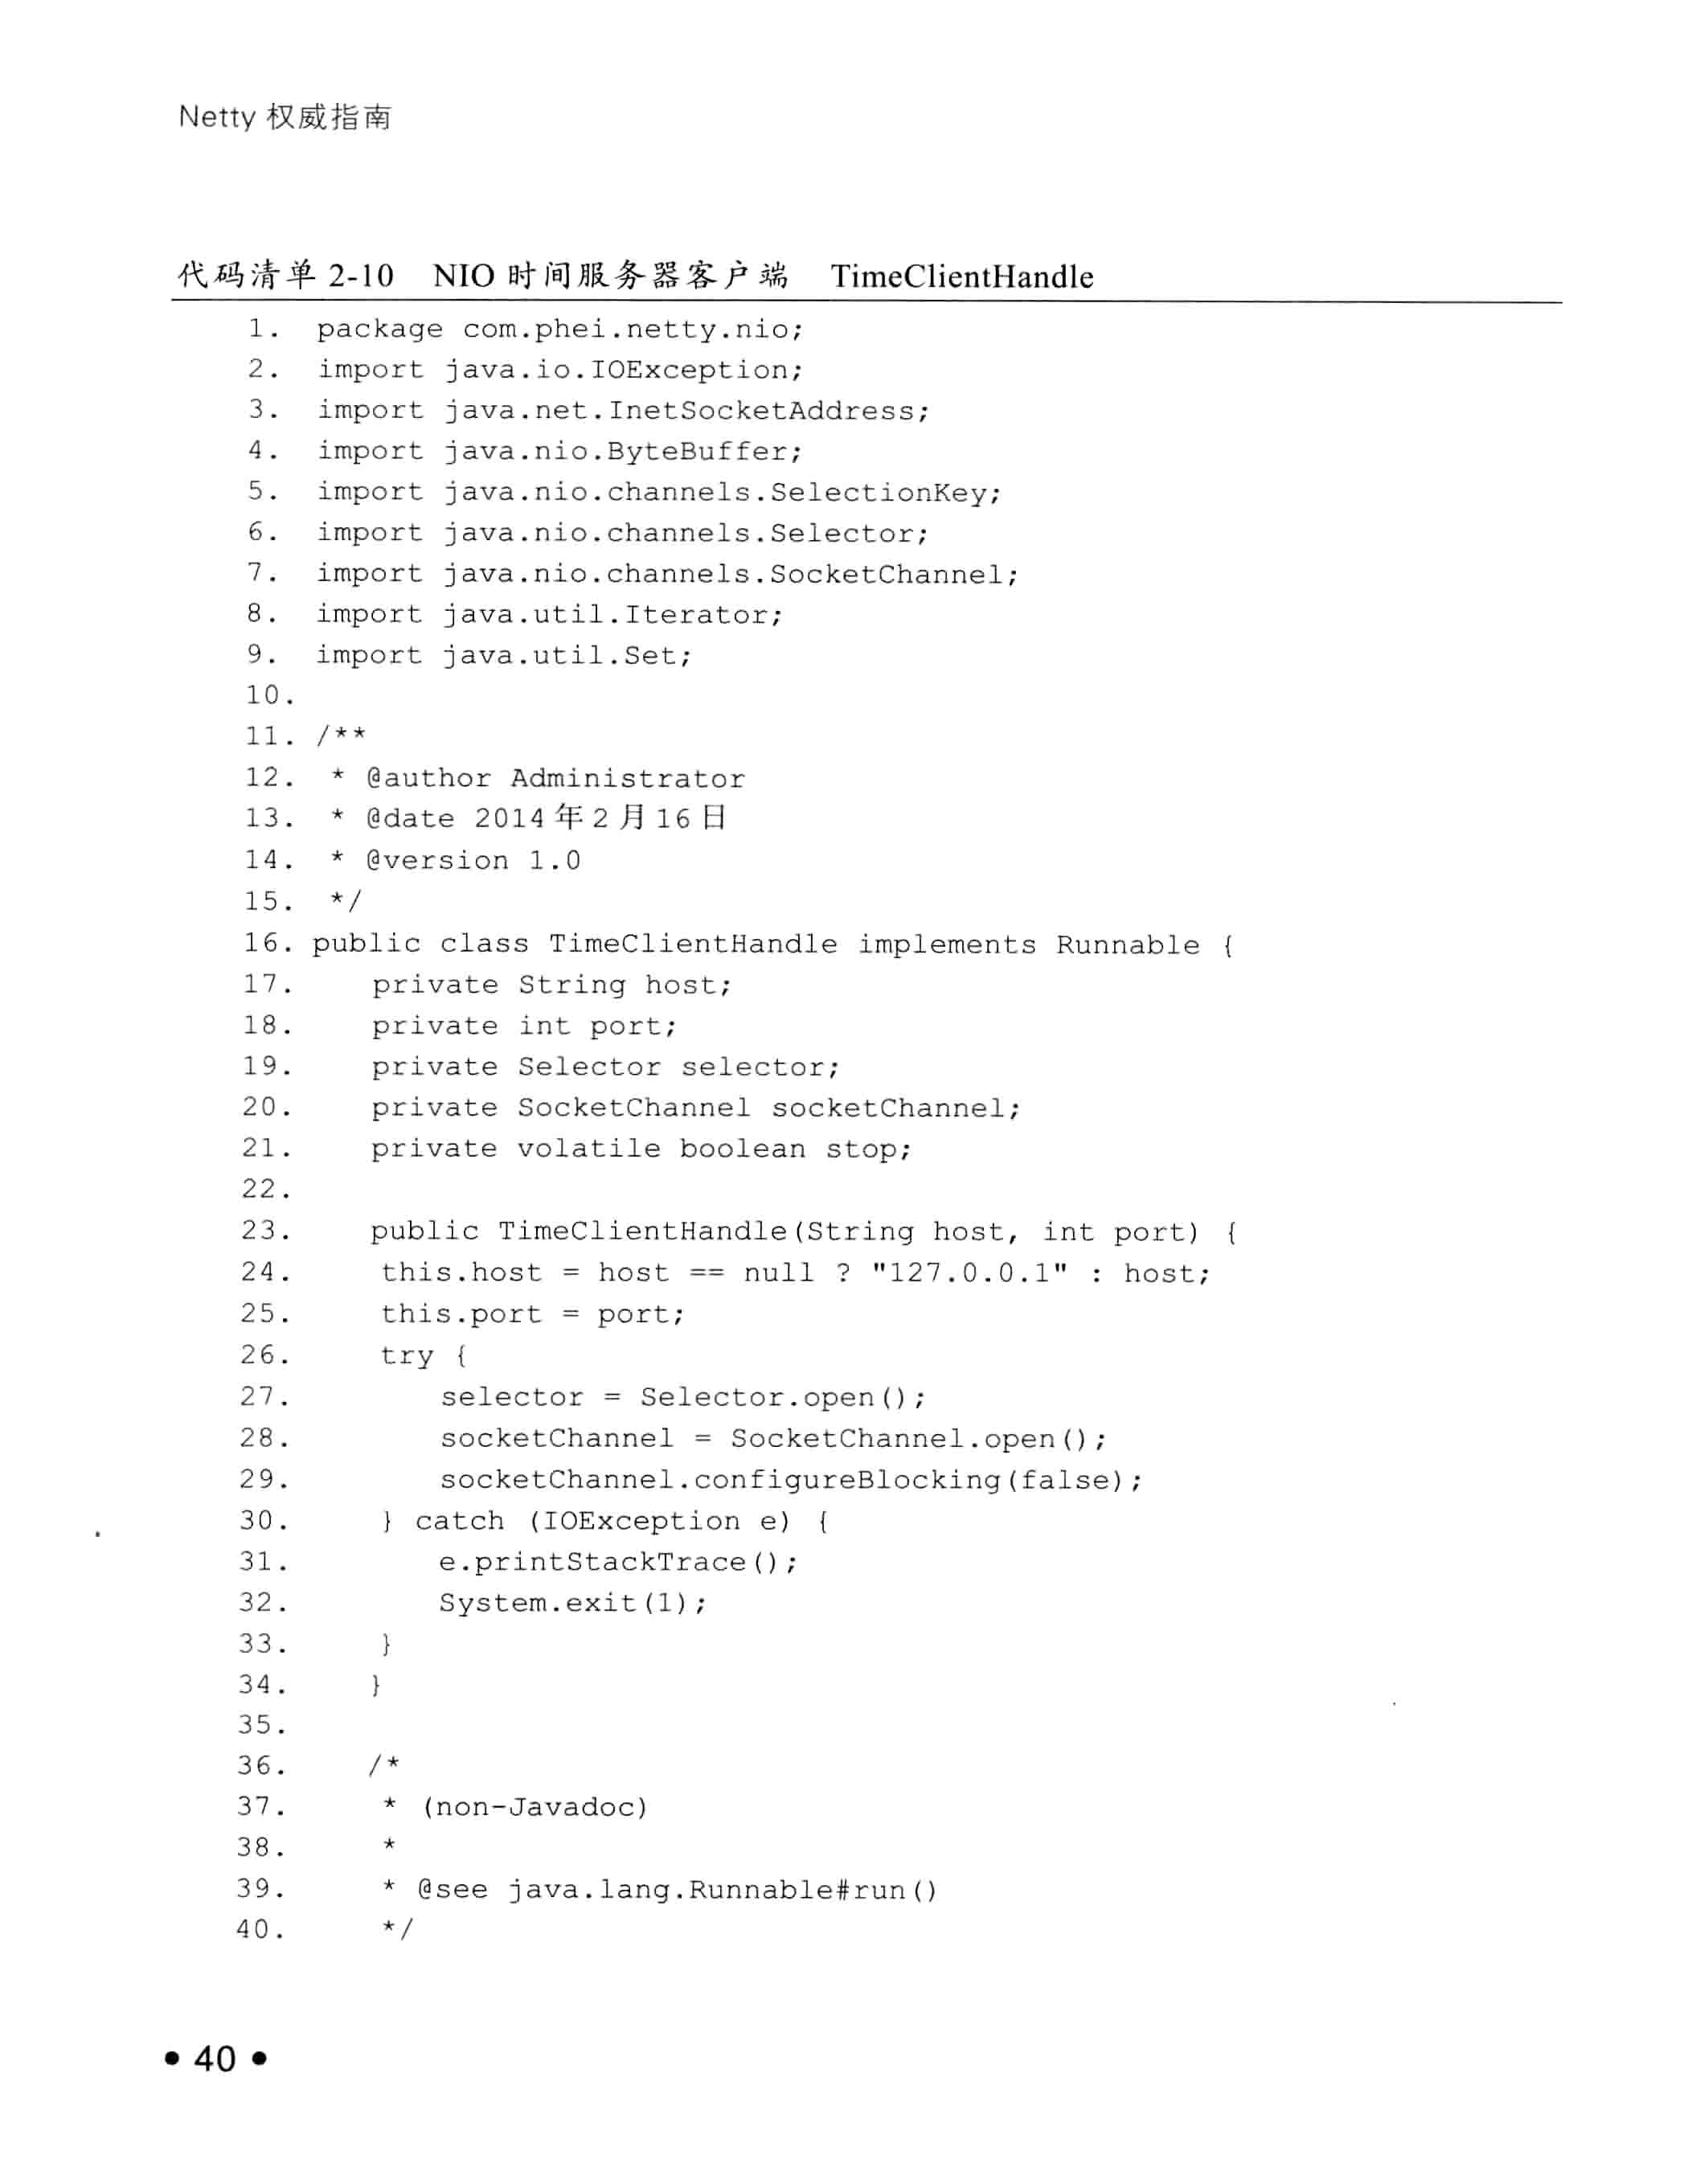 Netty 权威指南
代码清单 2-10 NIO 时间服务器客户端 TimeClientHandle
1. package com.phei.netty.nio;
2. import java.io.IOException;
3. import java.net.InetSocketAddress;
4. import java.nio.ByteBuffer;
5. import java.nio.channels.SelectionKey;
6. import java.nio.channels.Selector;
7. import java.nio.channels.SocketChannel;
8. import java.util.Iterator;
9. import java.util.Set;
10.
11. /**
12.  * @author Administrator
13.  * @date 2014年2月16日
14.  * @version 1.0
15.  */
16. public class TimeClientHandle implements Runnable {
17.    private String host;
18.    private int port;
19.    private Selector selector;
20.    private SocketChannel socketChannel;
21.    private volatile boolean stop;
22.
23.    public TimeClientHandle(String host, int port) {
24.     this.host = host == null ? "127.0.0.1" : host;
25.     this.port = port;
26.     try {
27.        selector = Selector.open();
28.        socketChannel = SocketChannel.open();
29.        socketChannel.configureBlocking(false);
30.     } catch (IOException e) {
31.        e.printStackTrace();
32.        System.exit(1);
33.     }
34.    }
35.
36.    /*
37.     * (non-Javadoc)
38.     *
39.     * @see java.lang.Runnable#run()
40.     */
• 40 •